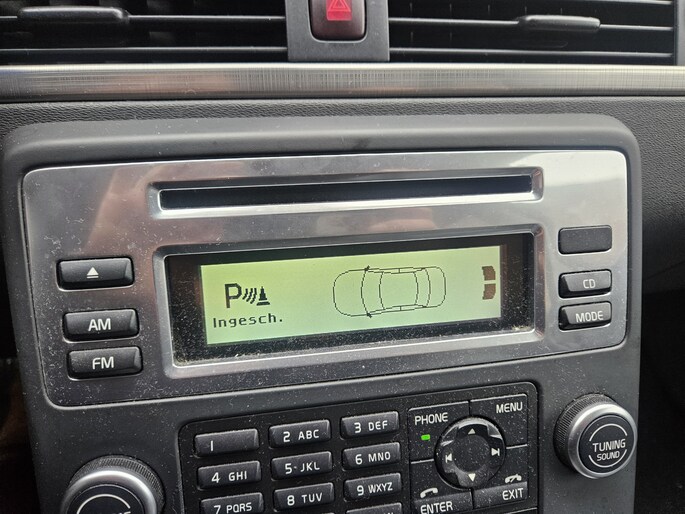 P
Ingesch.
AM
FM
CD
MODE
1
2 ABC
3 DEF
PHONE
MENU
4 GHI
5 JKL
6 MNO
7 PQRS
8 TUV
9 WXYZ
ENTER
EXIT
TUNING
SOUND